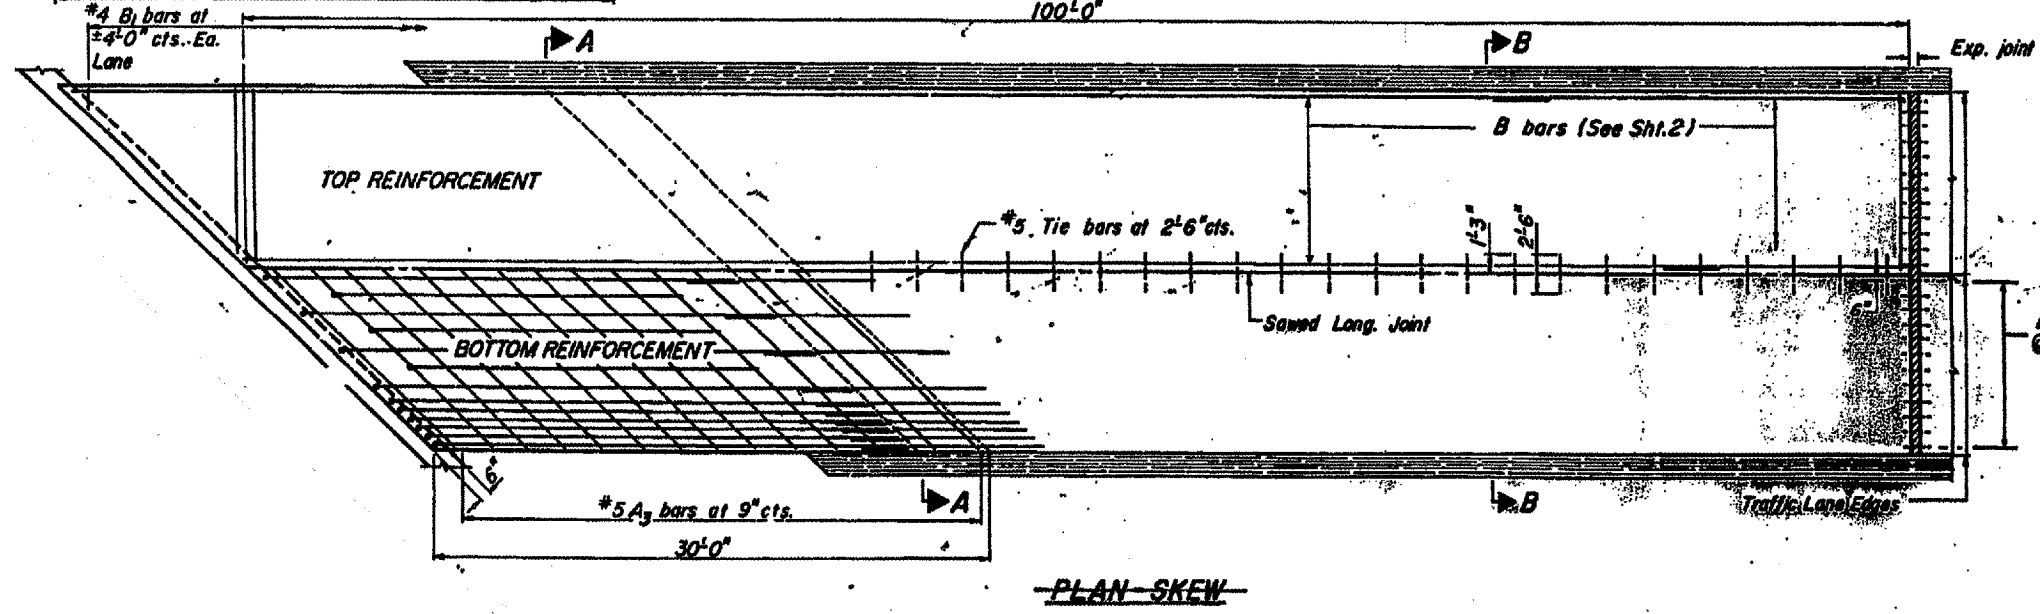 100'-0"
#4 B1 bars at
±4'-0" cts. Ea.
Lane
A
B
Exp. joint
B bars (See Sht.2)
TOP REINFORCEMENT
#5 Tie bars at 2'-6" cts.
1'-3"
2'-6"
Sawed Long. Joint
6"
BOTTOM REINFORCEMENT
6"
#5 A3 bars at 9" cts.
A
B
Traffic Lane Edges
30'-0"
PLAN-SKEW